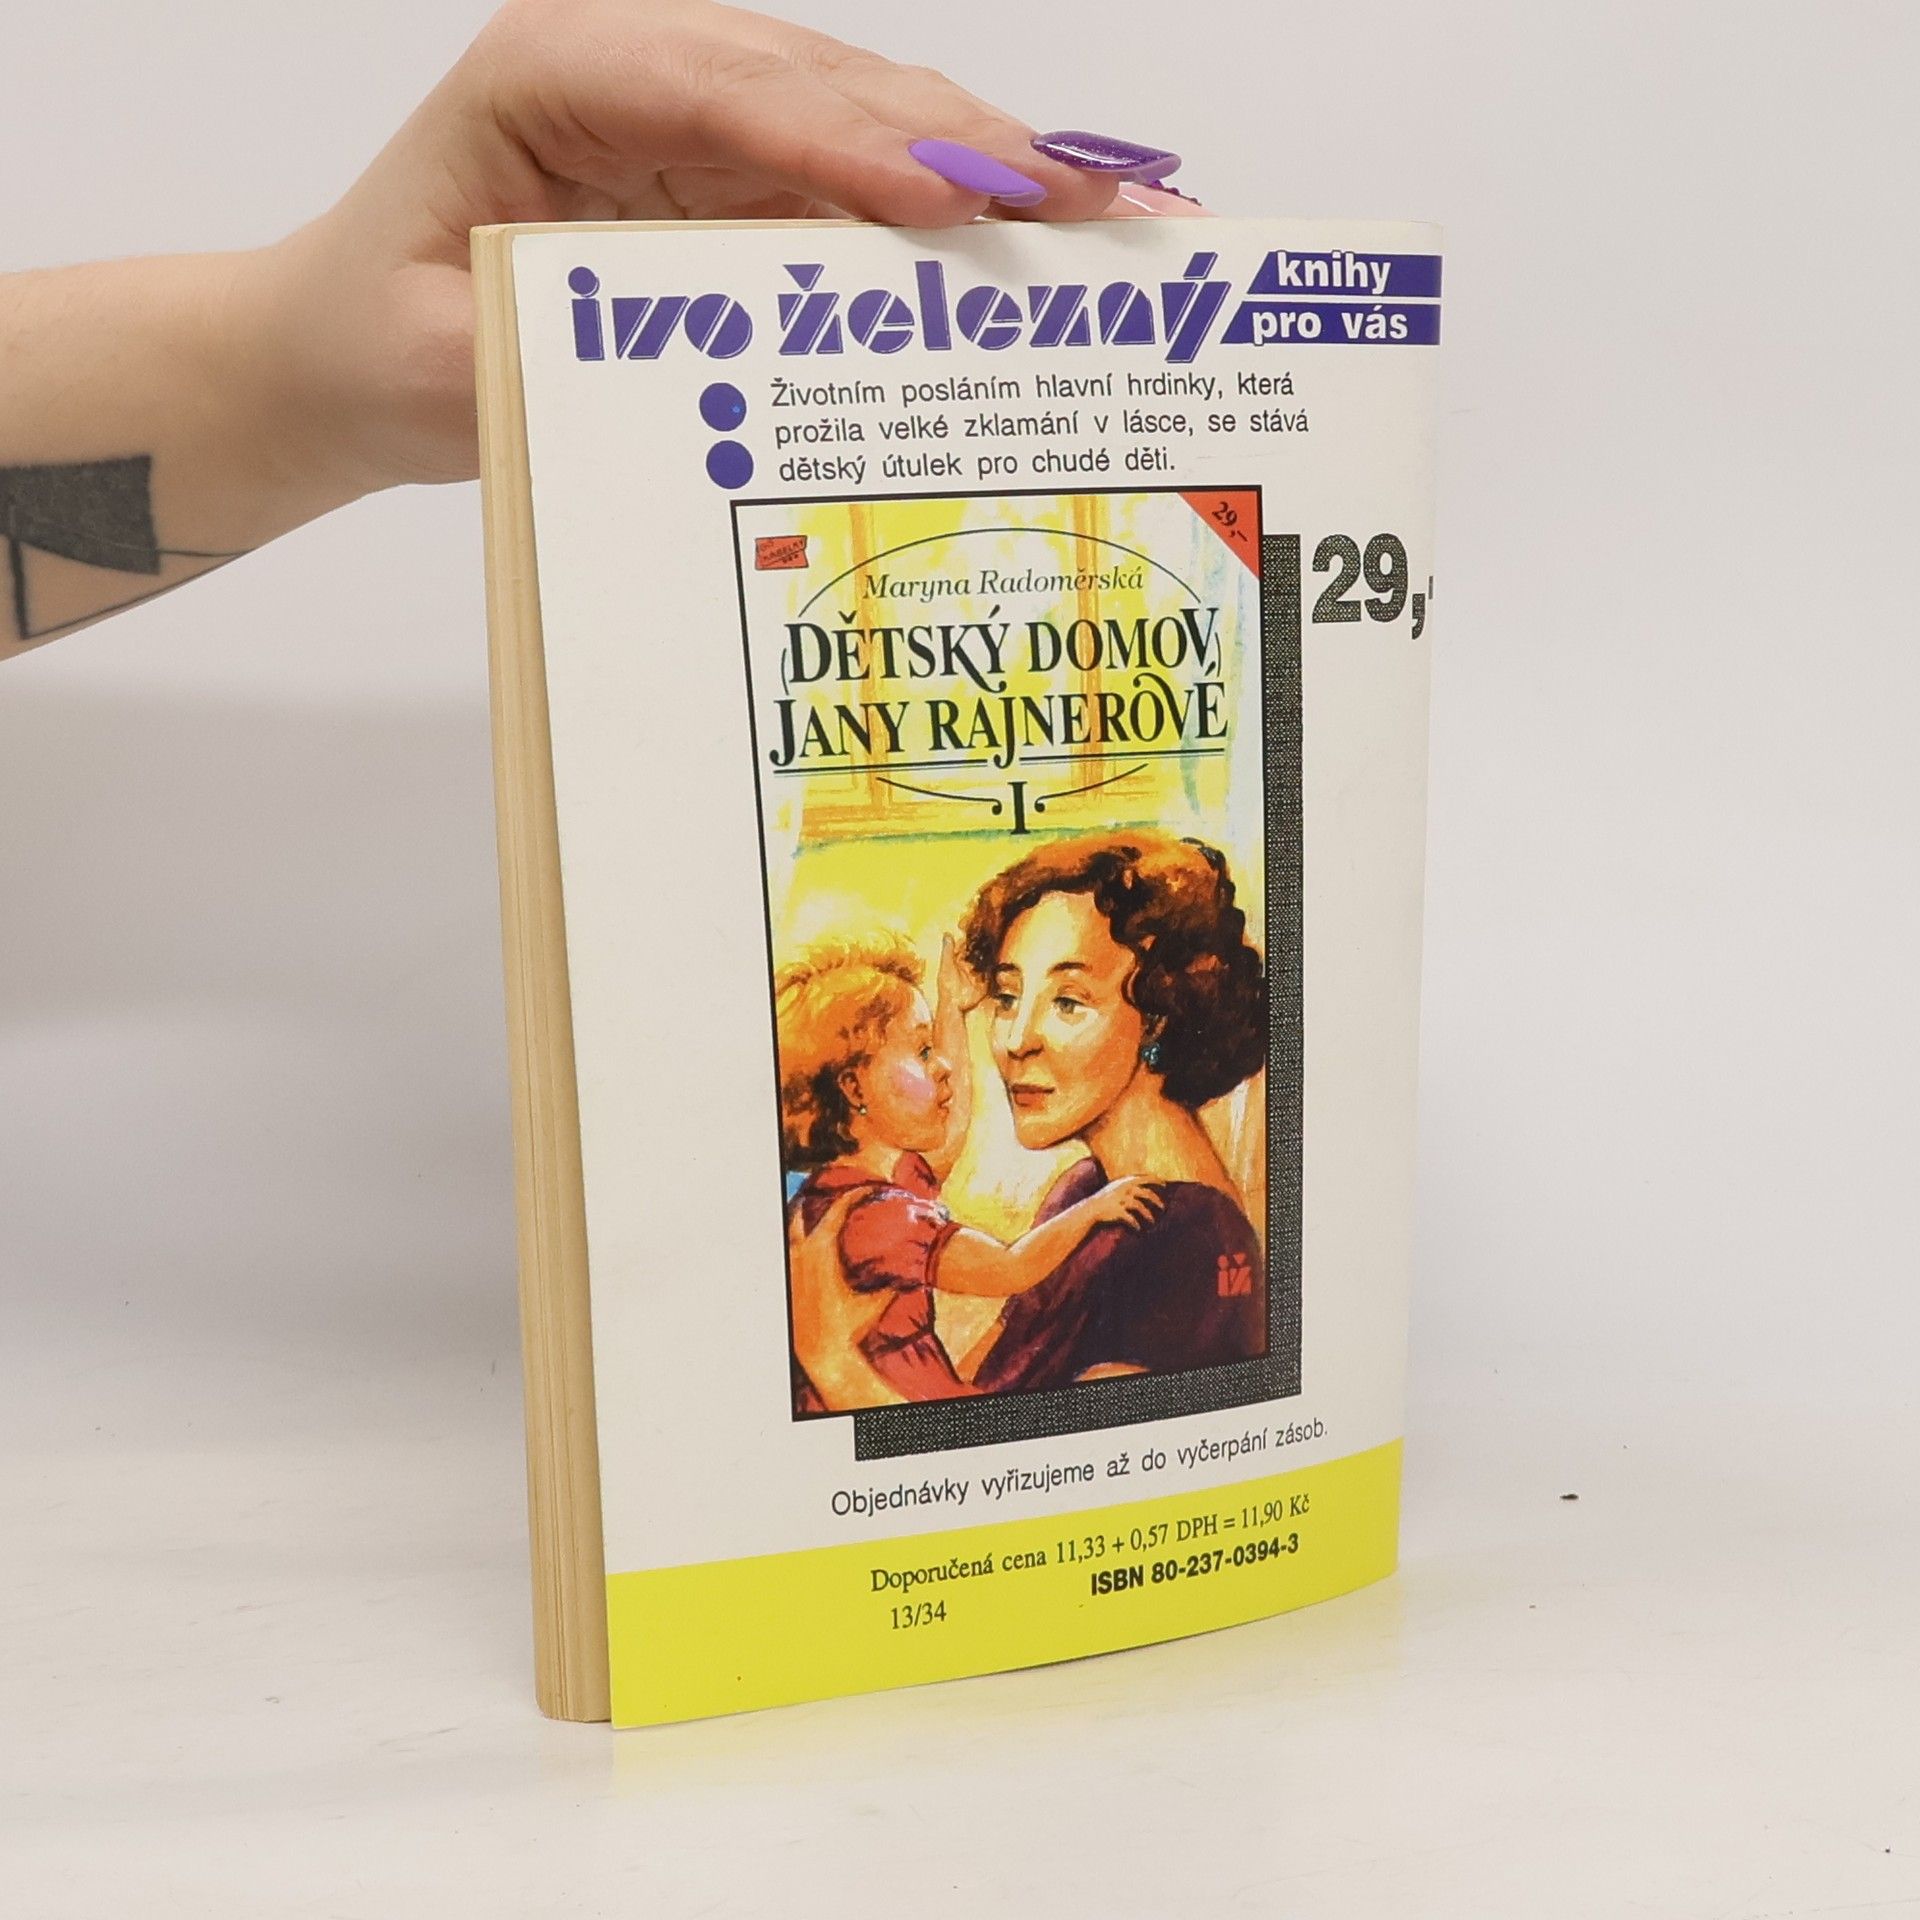 ivo železný
knihy
pro vás
Životním posláním hlavní hrdinky, která
prožila velké zklamání v lásce, se stává
dětský útulek pro chudé děti.
29,-
29,-
Maryna Radoměrská
DĚTSKÝ DOMOV
JANY RAJNEROVÉ
I
iž
Objednávky vyřizujeme až do vyčerpání zásob.
Doporučená cena 11,33 + 0,57 DPH = 11,90 Kč
ISBN 80-237-0394-3
13/34